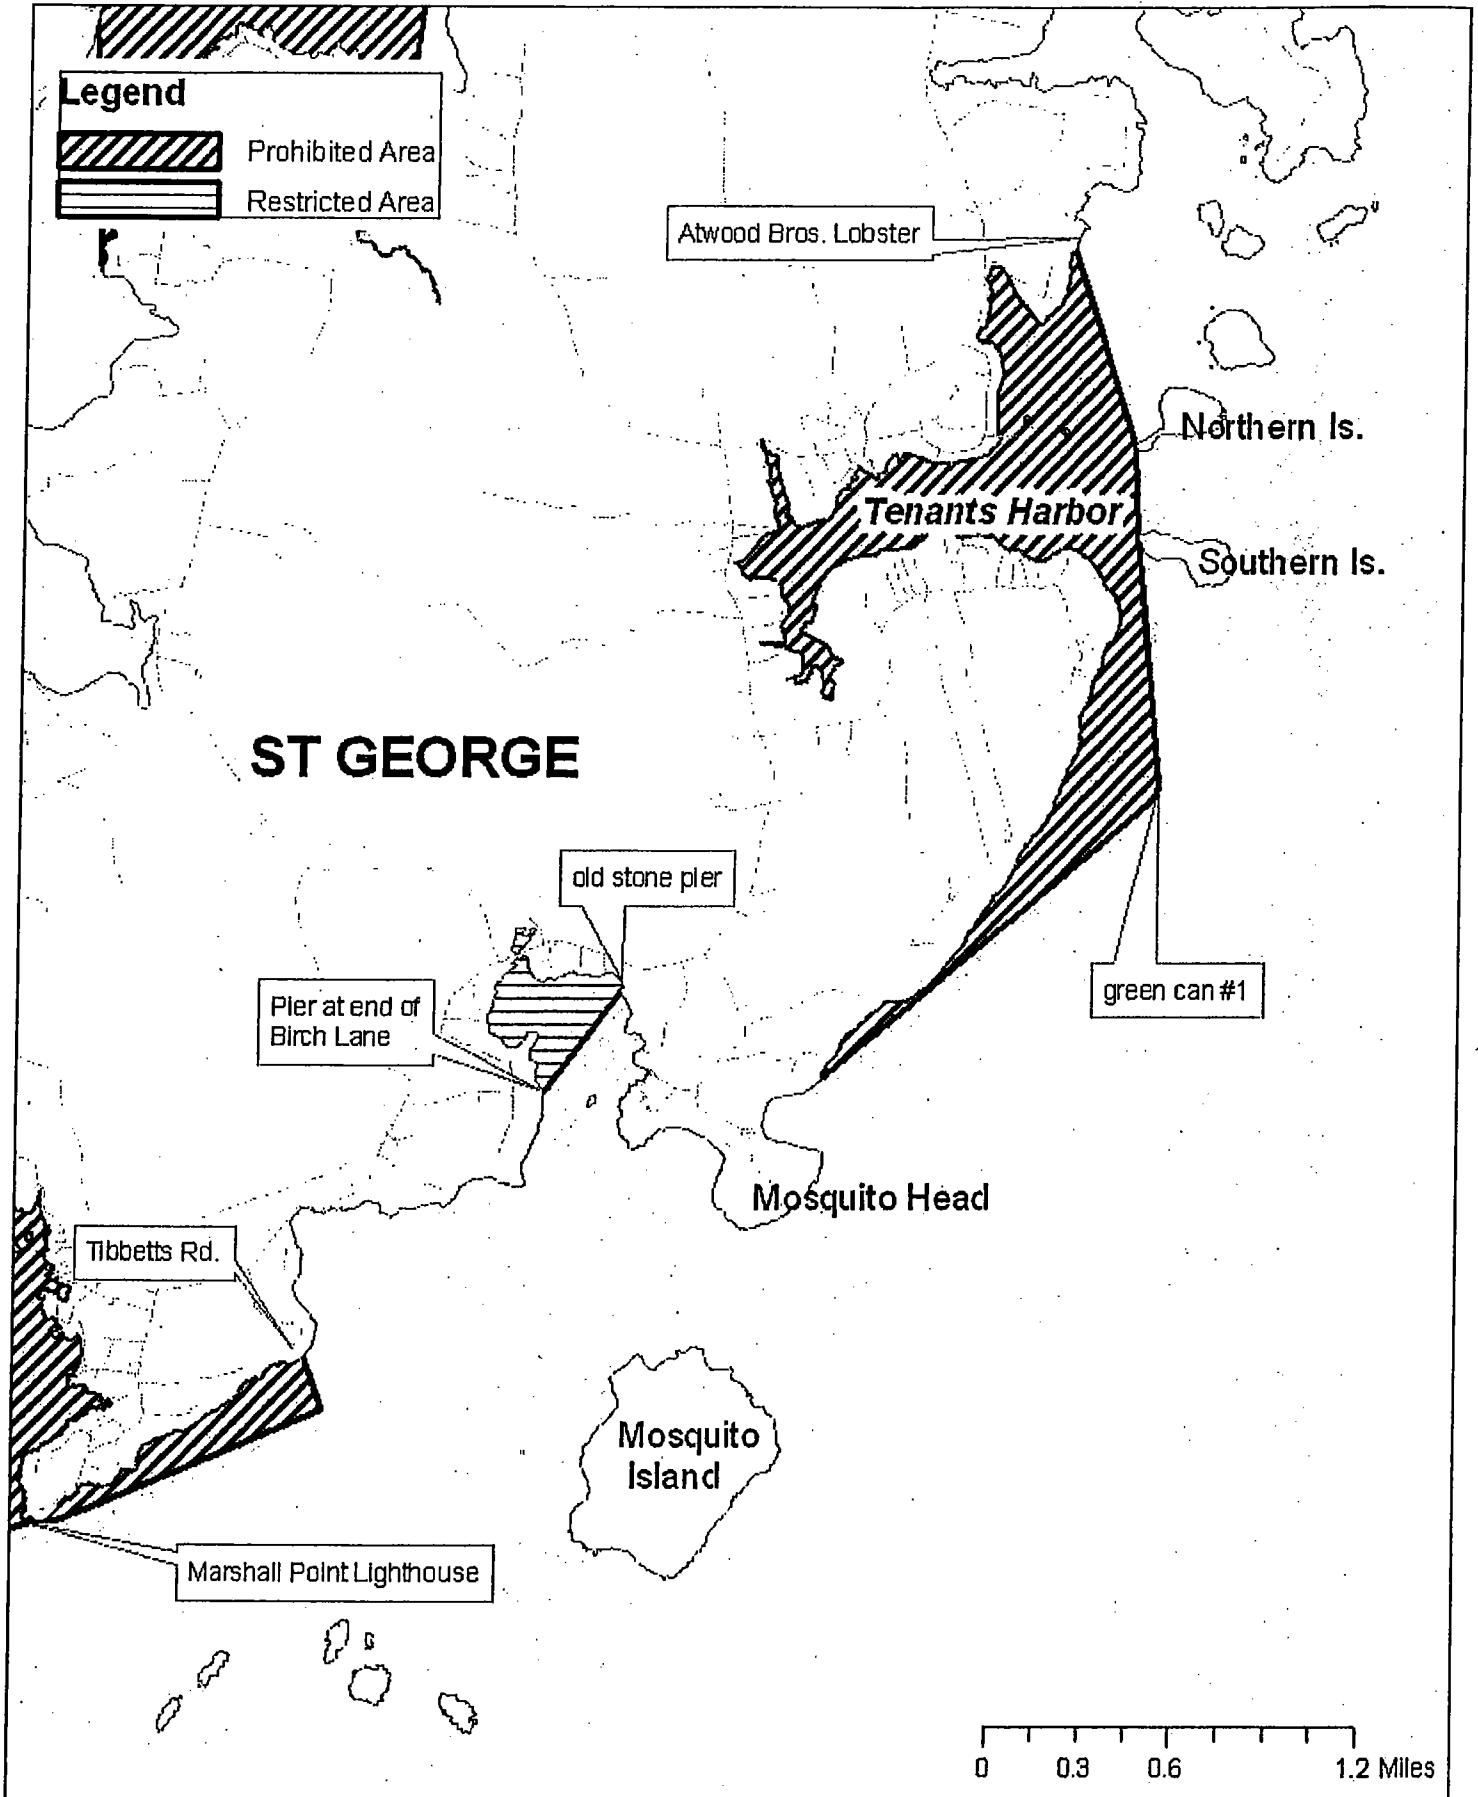 Legend
Prohibited Area
Restricted Area
Atwood Bros. Lobster
Northern Is.
Tenants Harbor
Southern Is.
ST GEORGE
old stone pier
Pier at end of
Birch Lane
green can #1
Mosquito Head
Tibbetts Rd.
Mosquito
Island
Marshall Point Lighthouse
0 0.3 0.6 1.2 Miles